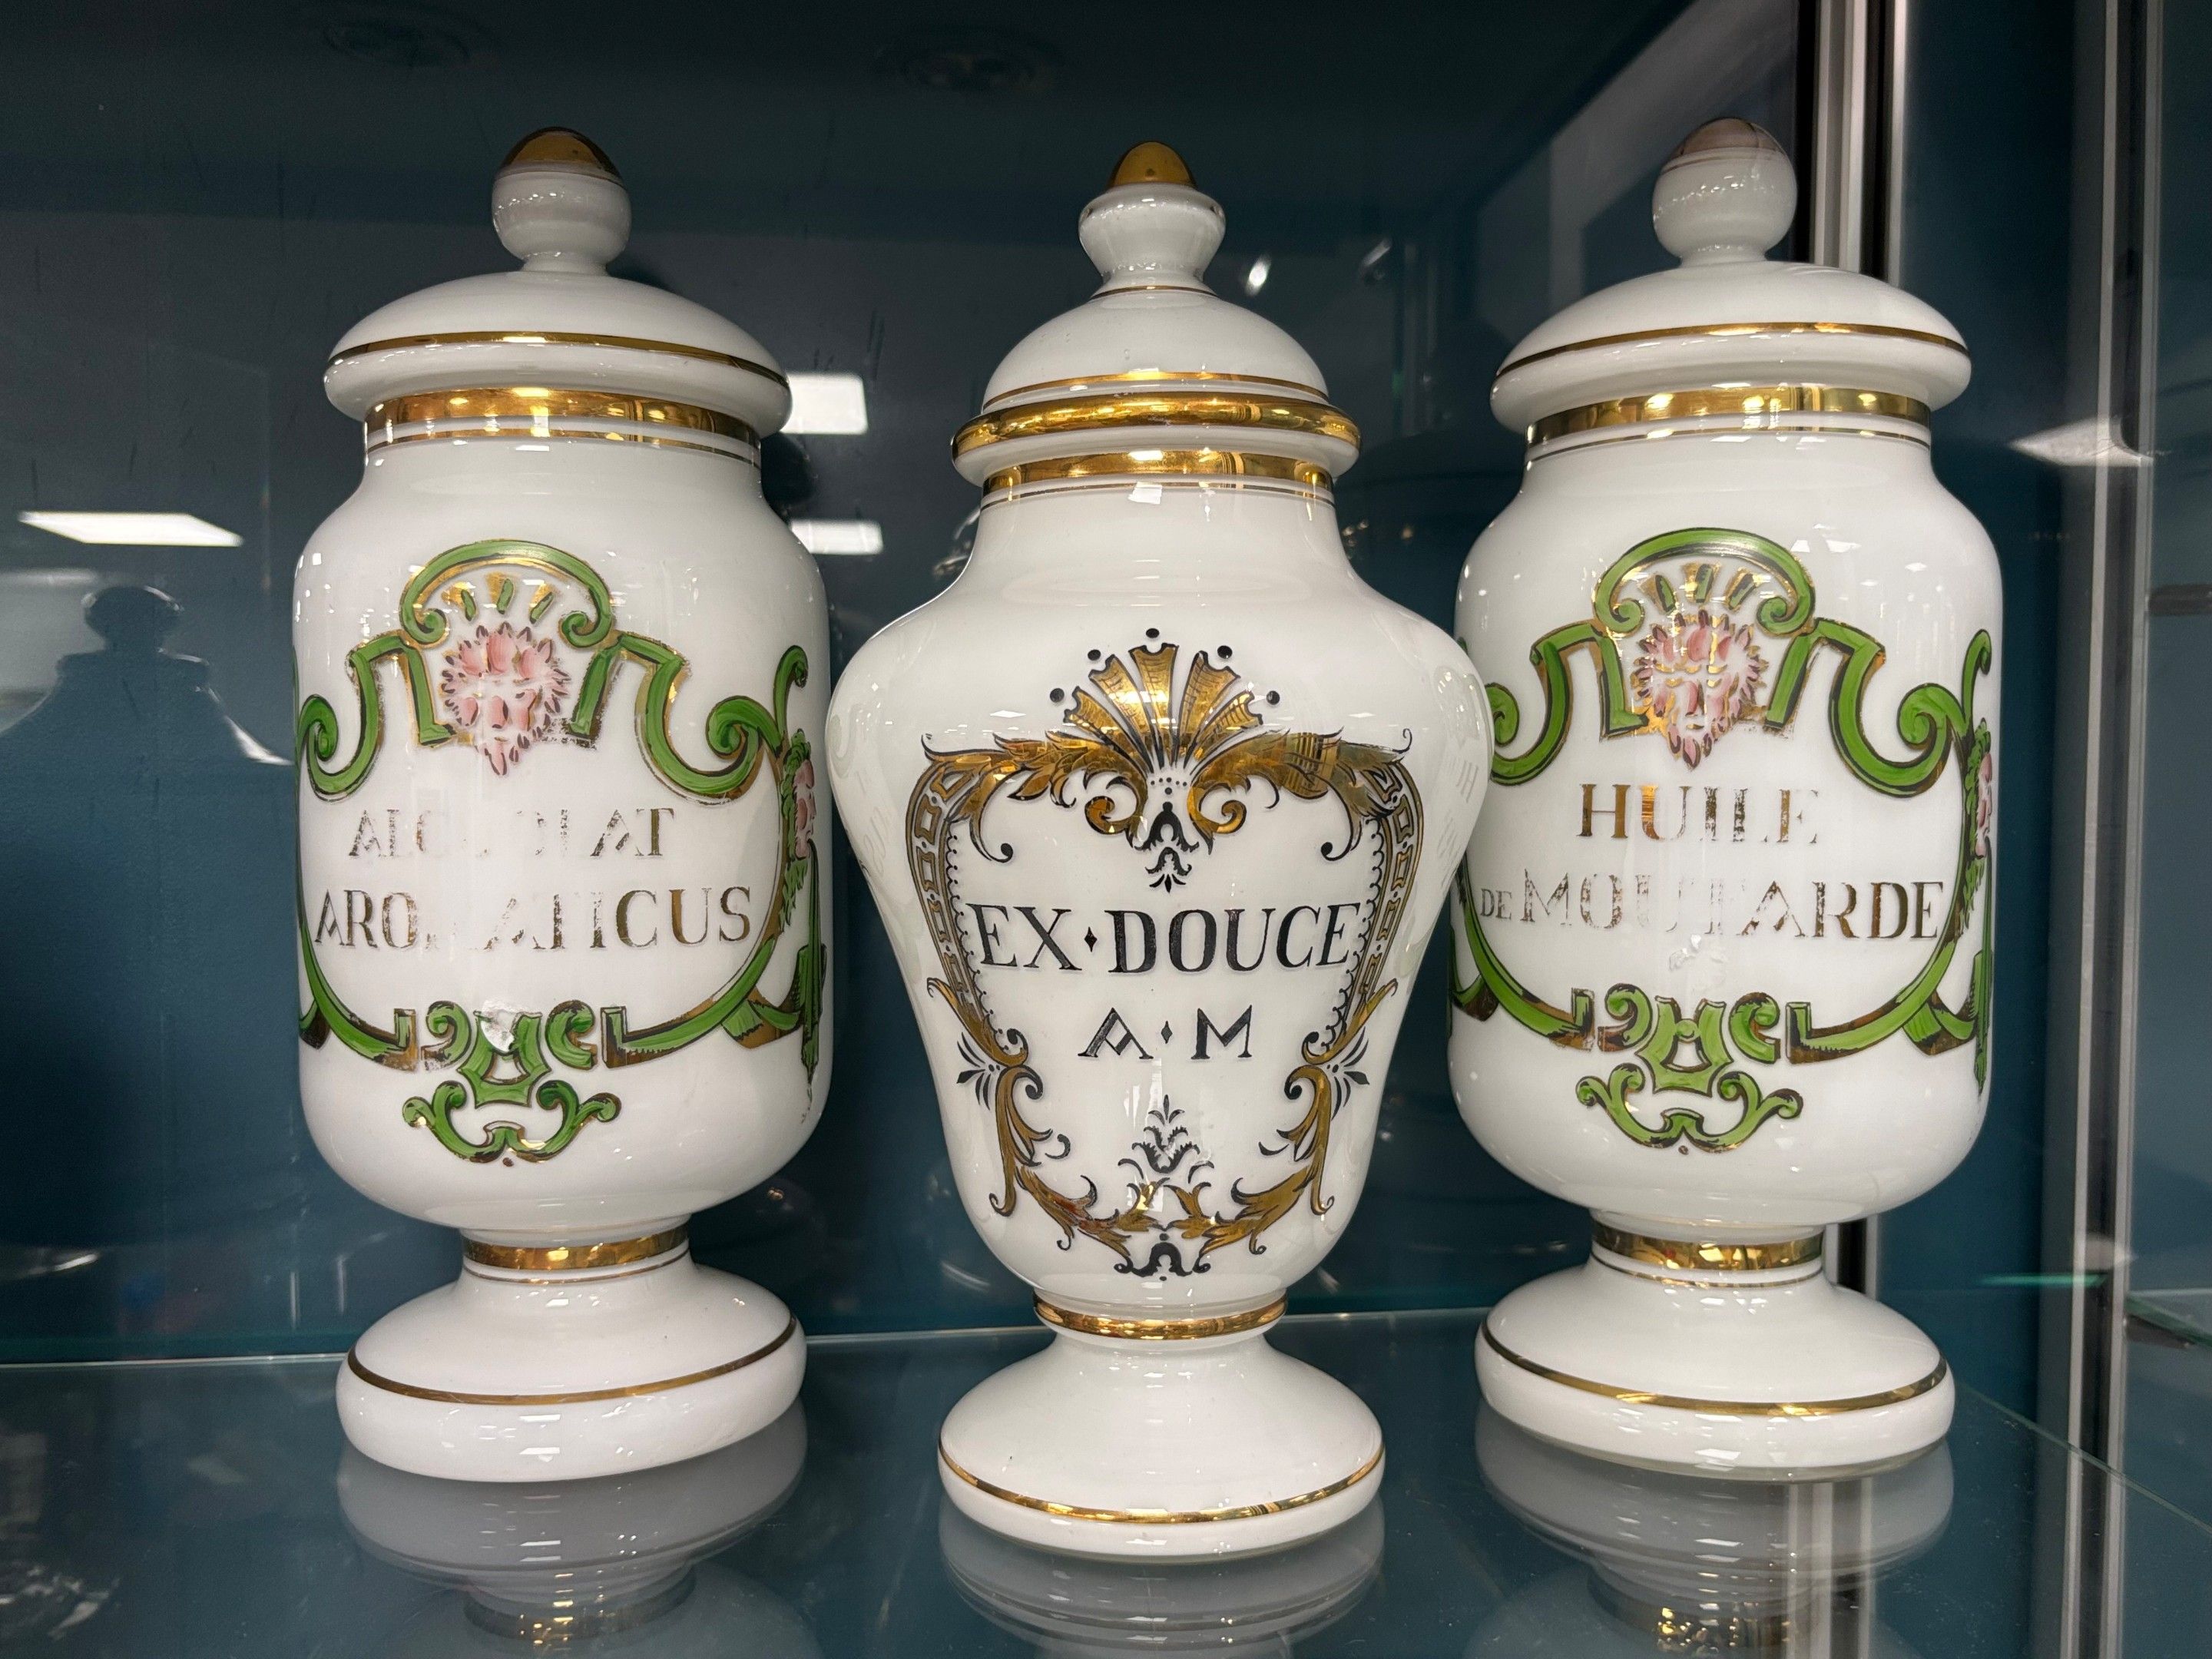 AROMATICUS
EX·DOUCE
A·M
HUILE
DE MOUTARDE